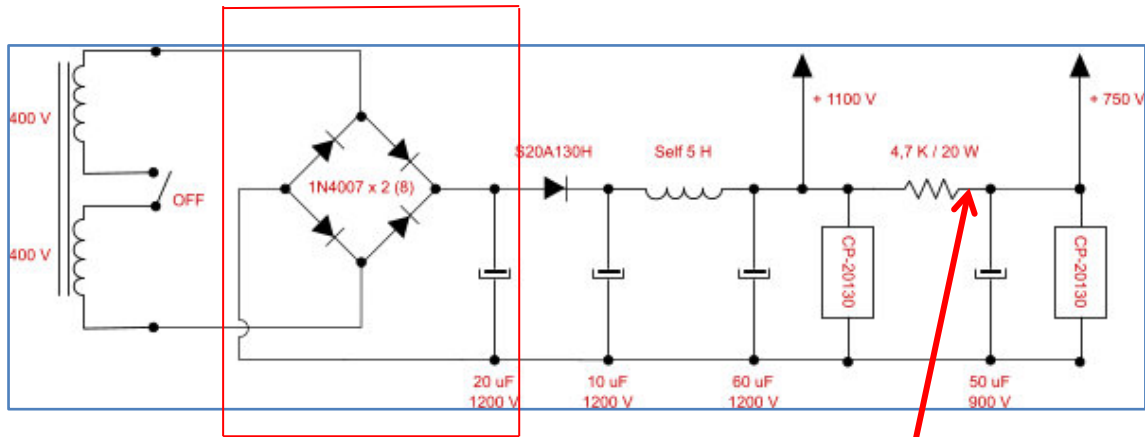 + 1100 V
+ 750 V
400 V
S20A130H
Self 5 H
4,7 K / 20 W
1N4007 x 2 (8)
OFF
400 V
CP-20130
CP-20130
20 uF
1200 V
10 uF
1200 V
60 uF
1200 V
50 uF
900 V